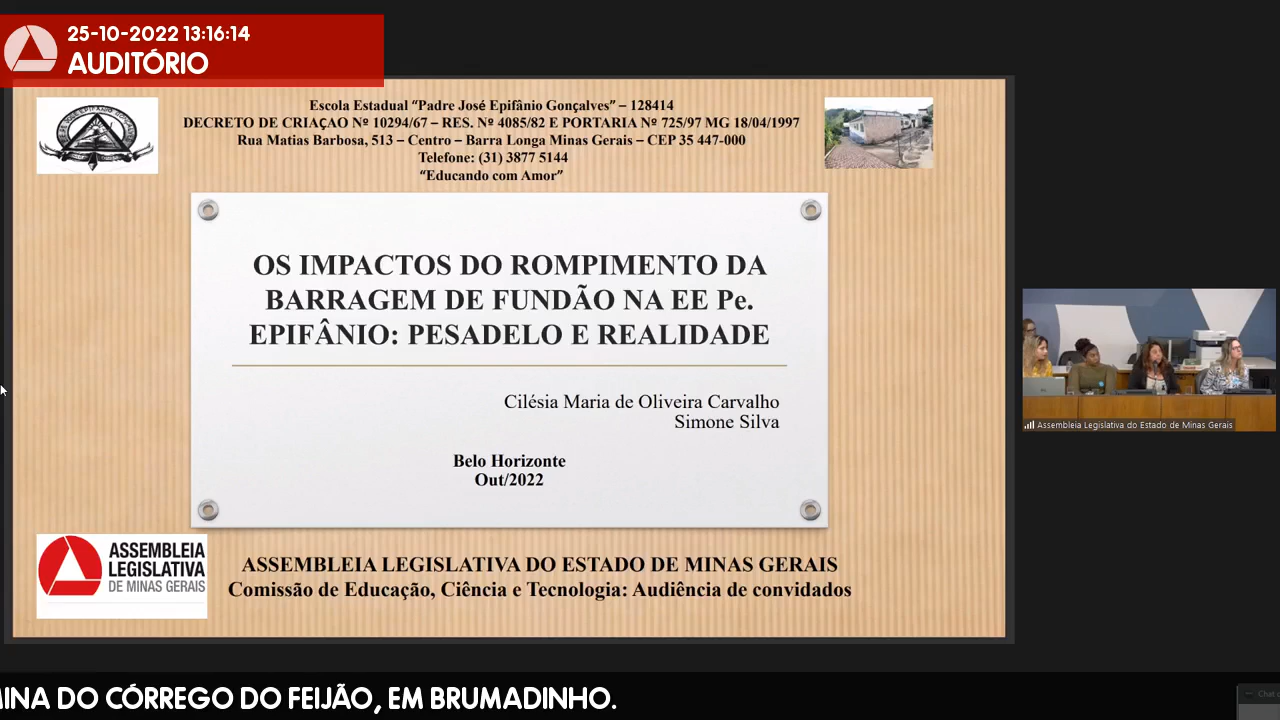 25-10-2022 13:16:14
AUDITÓRIO
Escola Estadual “Padre José Epifânio Gonçalves” – 128414
DECRETO DE CRIAÇAO Nº 10294/67 – RES. Nº 4085/82 E PORTARIA Nº 725/97 MG 18/04/1997
Rua Matias Barbosa, 513 – Centro – Barra Longa Minas Gerais – CEP 35 447-000
Telefone: (31) 3877 5144
“Educando com Amor”
OS IMPACTOS DO ROMPIMENTO DA
BARRAGEM DE FUNDÃO NA EE Pe.
EPIFÂNIO: PESADELO E REALIDADE
Cilésia Maria de Oliveira Carvalho
Simone Silva
Belo Horizonte
Out/2022
Assembleia Legislativa do Estado de Minas Gerais
ASSEMBLEIA
LEGISLATIVA
DE MINAS GERAIS
ASSEMBLEIA LEGISLATIVA DO ESTADO DE MINAS GERAIS
Comissão de Educação, Ciência e Tecnologia: Audiência de convidados
MINA DO CÓRREGO DO FEIJÃO, EM BRUMADINHO.
Chat